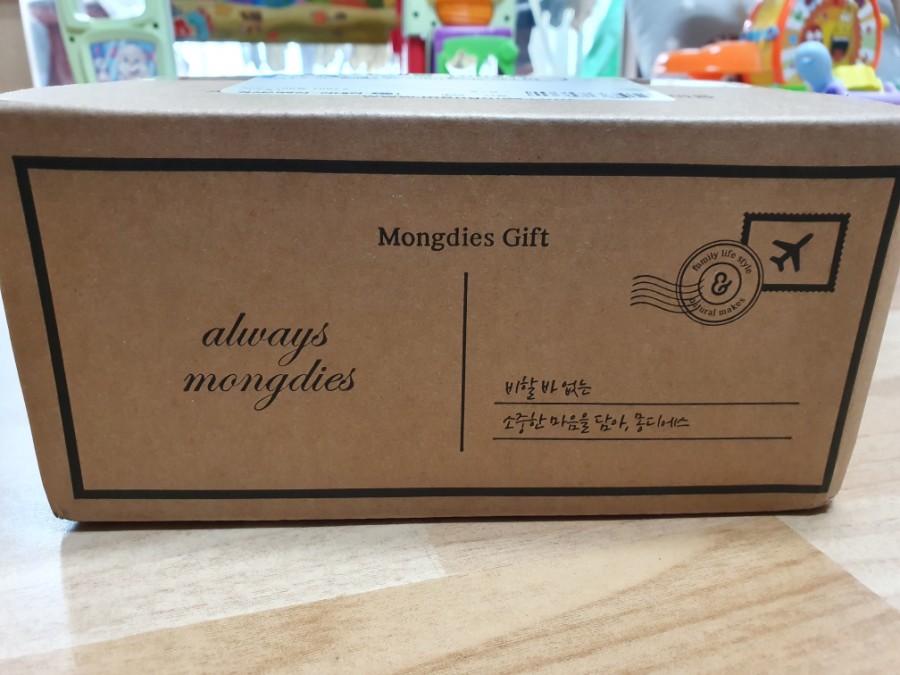 Mongdies Gift
always
mongdies
family life style
&
natural makes
비할 바 없는
소중한 마음을 담아, 몽디에스